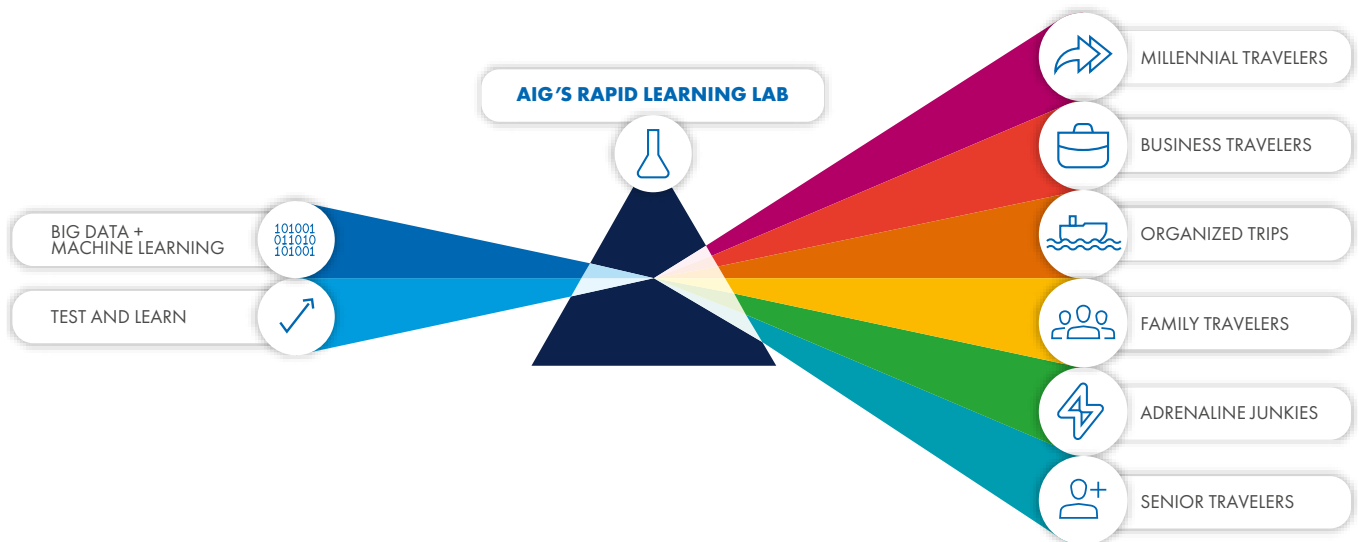 AIG'S RAPID LEARNING LAB
BIG DATA +
MACHINE LEARNING
101001
011010
101001
TEST AND LEARN
MILLENNIAL TRAVELERS
BUSINESS TRAVELERS
ORGANIZED TRIPS
FAMILY TRAVELERS
ADRENALINE JUNKIES
SENIOR TRAVELERS